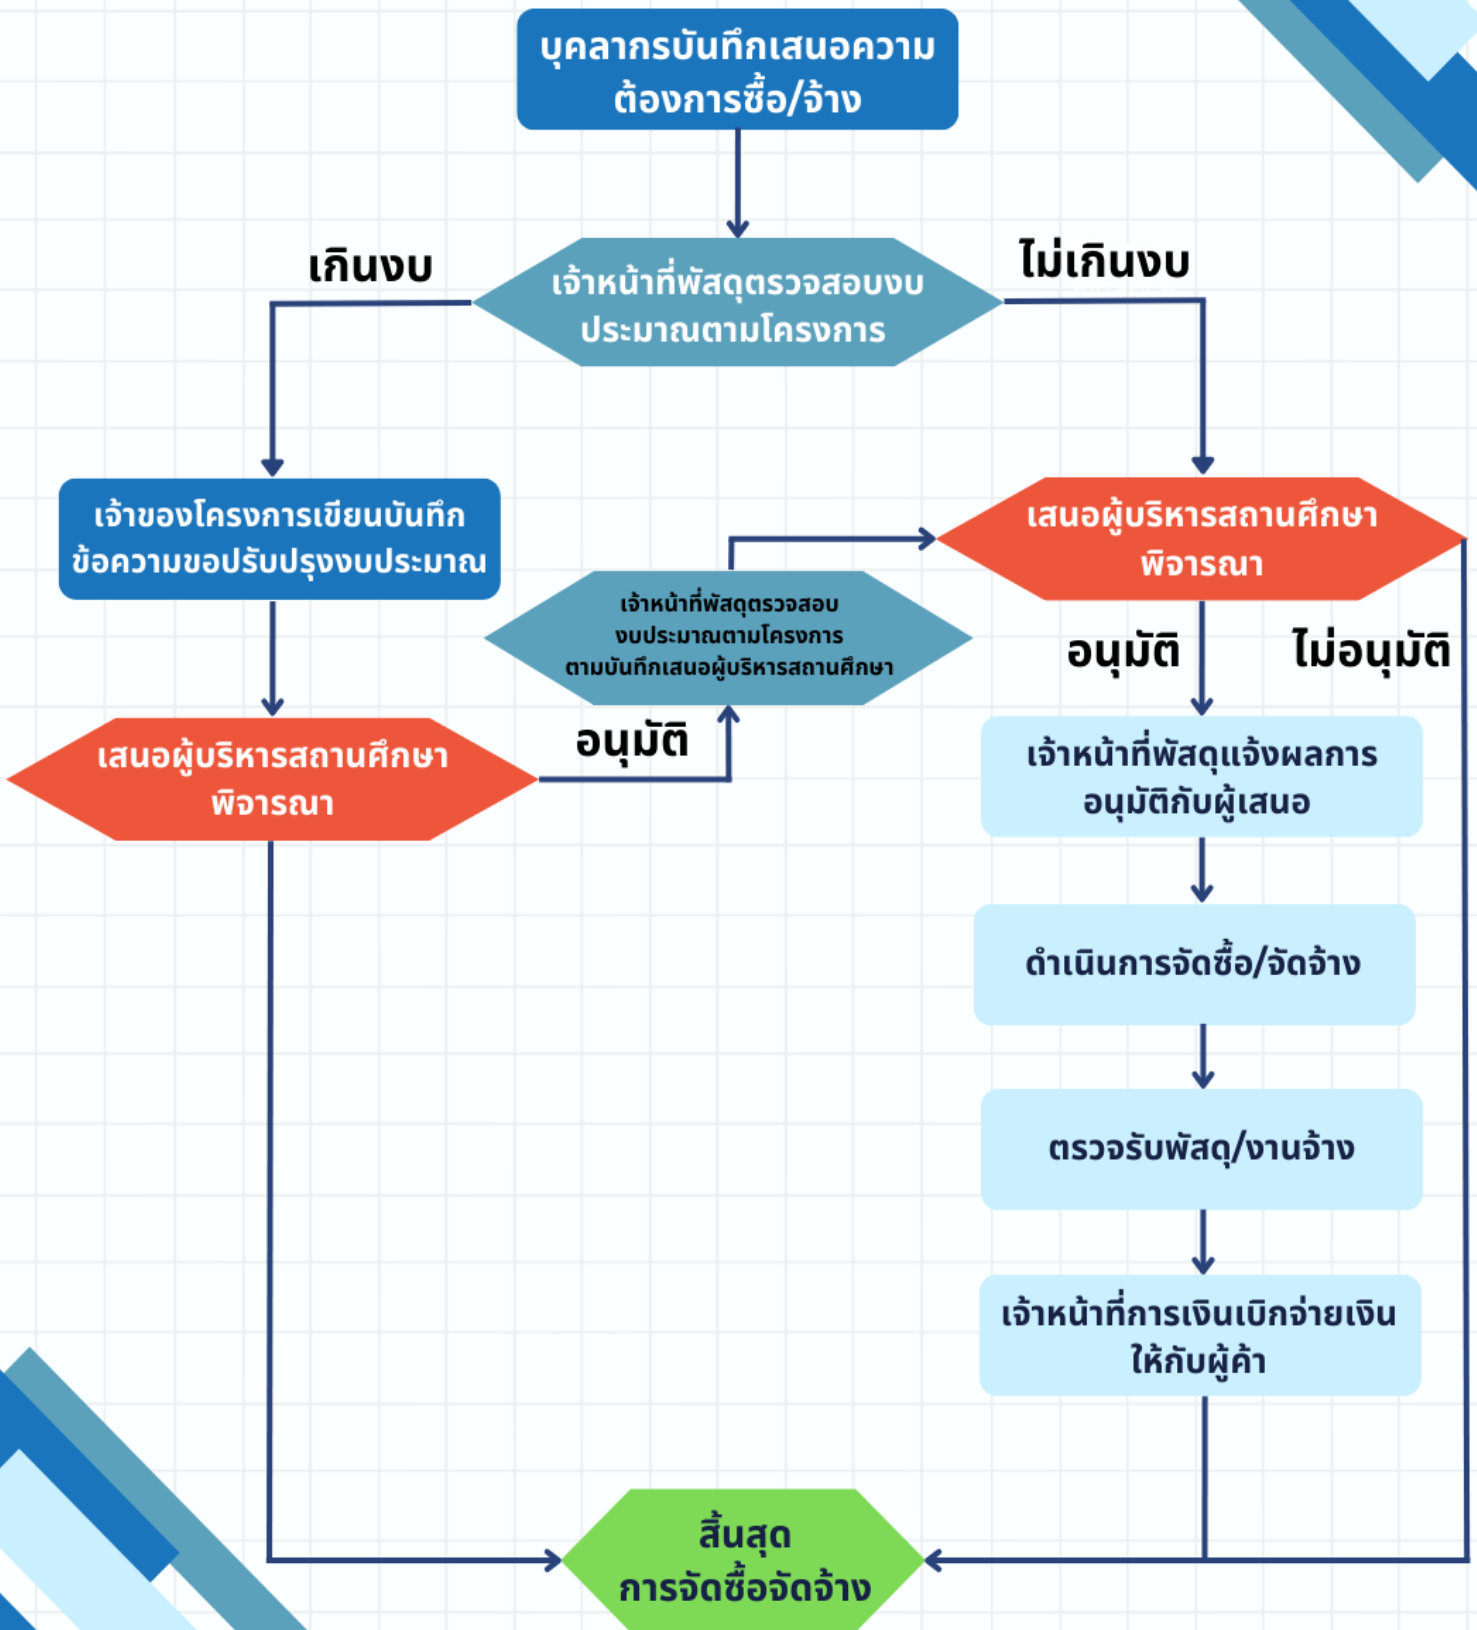 บุคลากรบันทึกเสนอความ
ต้องการซื้อ/จ้าง
เกินงบ
ไม่เกินงบ
เจ้าหน้าที่พัสดุตรวจสอบงบ
ประมาณตามโครงการ
เจ้าของโครงการเขียนบันทึก
ข้อความขอปรับปรุงงบประมาณ
เสนอผู้บริหารสถานศึกษา
พิจารณา
เจ้าหน้าที่พัสดุตรวจสอบ
งบประมาณตามโครงการ
ตามบันทึกเสนอผู้บริหารสถานศึกษา
อนุมัติ
ไม่อนุมัติ
เสนอผู้บริหารสถานศึกษา
พิจารณา
อนุมัติ
เจ้าหน้าที่พัสดุแจ้งผลการ
อนุมัติกับผู้เสนอ
ดำเนินการจัดซื้อ/จัดจ้าง
ตรวจรับพัสดุ/งานจ้าง
เจ้าหน้าที่การเงินเบิกจ่ายเงิน
ให้กับผู้ค้า
สิ้นสุด
การจัดซื้อจัดจ้าง